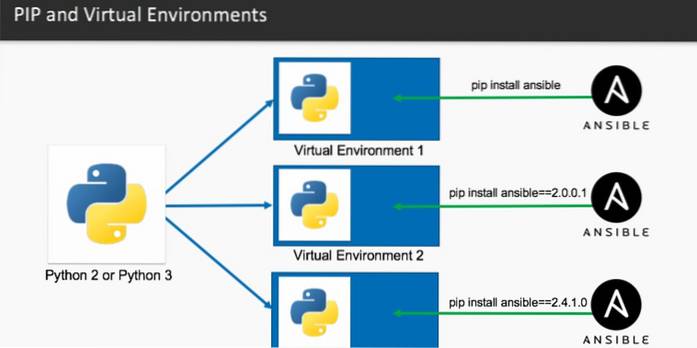 PIP and Virtual Environments
pip install ansible
ANSIBLE
Virtual Environment 1
pip install ansible==2.0.0.1
ANSIBLE
Virtual Environment 2
Python 2 or Python 3
pip install ansible==2.4.1.0
ANSIBLE